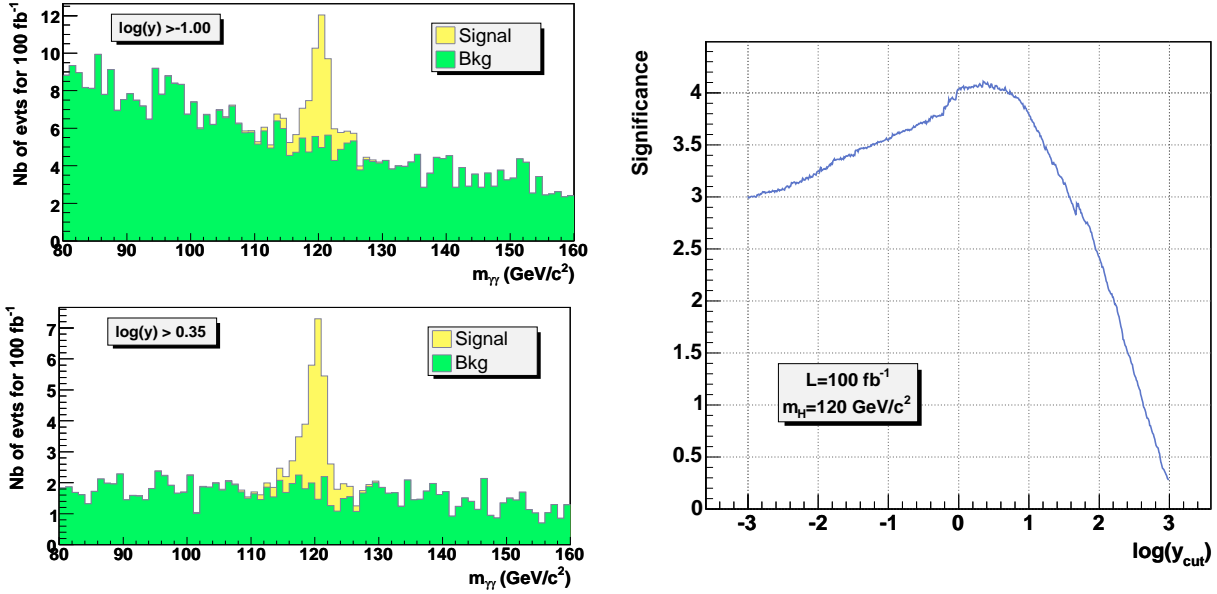 Nb of evts for 100 fb⁻¹
12
10
8
6
4
2
0
log(y) >-1.00
Signal
Bkg
80 90 100 110 120 130 140 150 160
mγγ (GeV/c²)
Nb of evts for 100 fb⁻¹
7
6
5
4
3
2
1
0
log(y) > 0.35
Signal
Bkg
80 90 100 110 120 130 140 150 160
mγγ (GeV/c²)
Significance
4
3.5
3
2.5
2
1.5
1
0.5
0
L=100 fb⁻¹
m_H=120 GeV/c²
-3 -2 -1 0 1 2 3
log(y_cut)